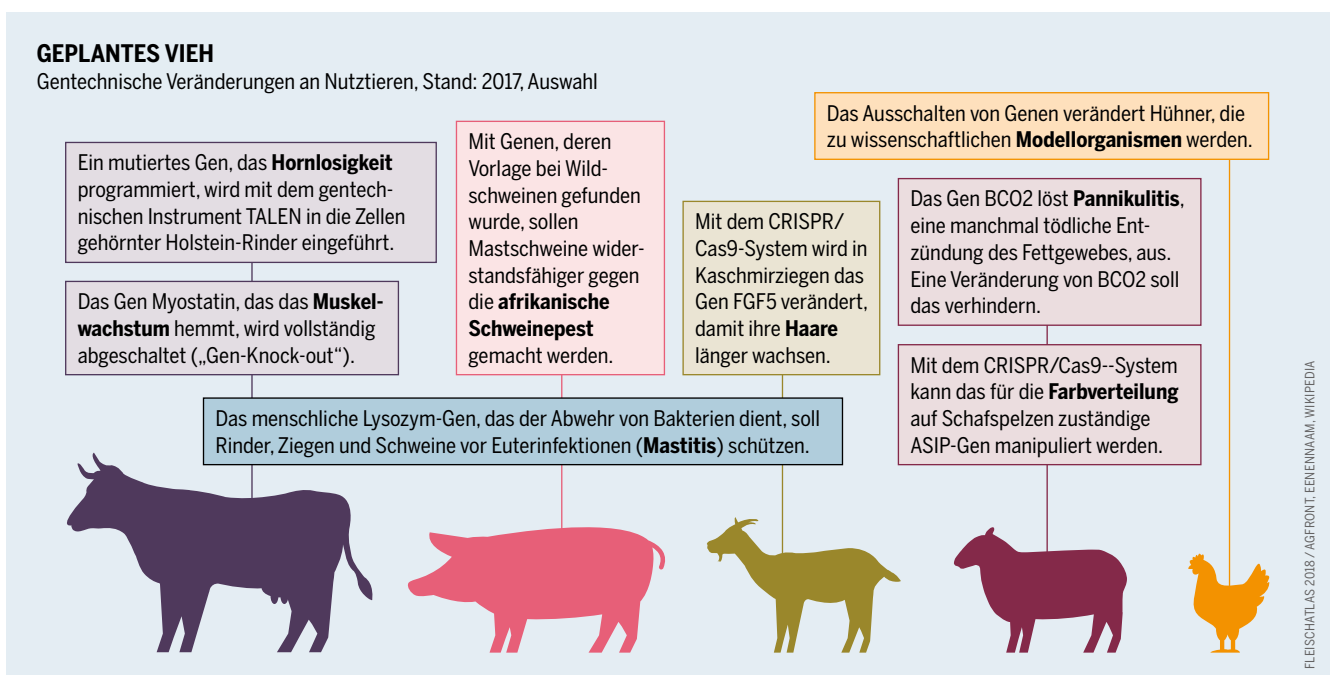 GEPLANTES VIEH
Gentechnische Veränderungen an Nutztieren, Stand: 2017, Auswahl
Ein mutiertes Gen, das Hornlosigkeit
programmiert, wird mit dem gentech-
nischen Instrument TALEN in die Zellen
gehörnter Holstein-Rinder eingeführt.
Das Gen Myostatin, das das Muskel-
wachstum hemmt, wird vollständig
abgeschaltet („Gen-Knock-out“).
Mit Genen, deren
Vorlage bei Wild-
schweinen gefunden
wurde, sollen
Mastschweine wider-
standsfähiger gegen
die afrikanische
Schweinepest
gemacht werden.
Mit dem CRISPR/
Cas9-System wird in
Kaschmirziegen das
Gen FGF5 verändert,
damit ihre Haare
länger wachsen.
Das Ausschalten von Genen verändert Hühner, die
zu wissenschaftlichen Modellorganismen werden.
Das Gen BCO2 löst Pannikulitis,
eine manchmal tödliche Ent-
zündung des Fettgewebes, aus.
Eine Veränderung von BCO2 soll
das verhindern.
Mit dem CRISPR/Cas9--System
kann das für die Farbverteilung
auf Schafspelzen zuständige
ASIP-Gen manipuliert werden.
Das menschliche Lysozym-Gen, das der Abwehr von Bakterien dient, soll
Rinder, Ziegen und Schweine vor Euterinfektionen (Mastitis) schützen.
FLEISCHATLAS 2018 / AGFRONT, EENENNAAM, WIKIPEDIA